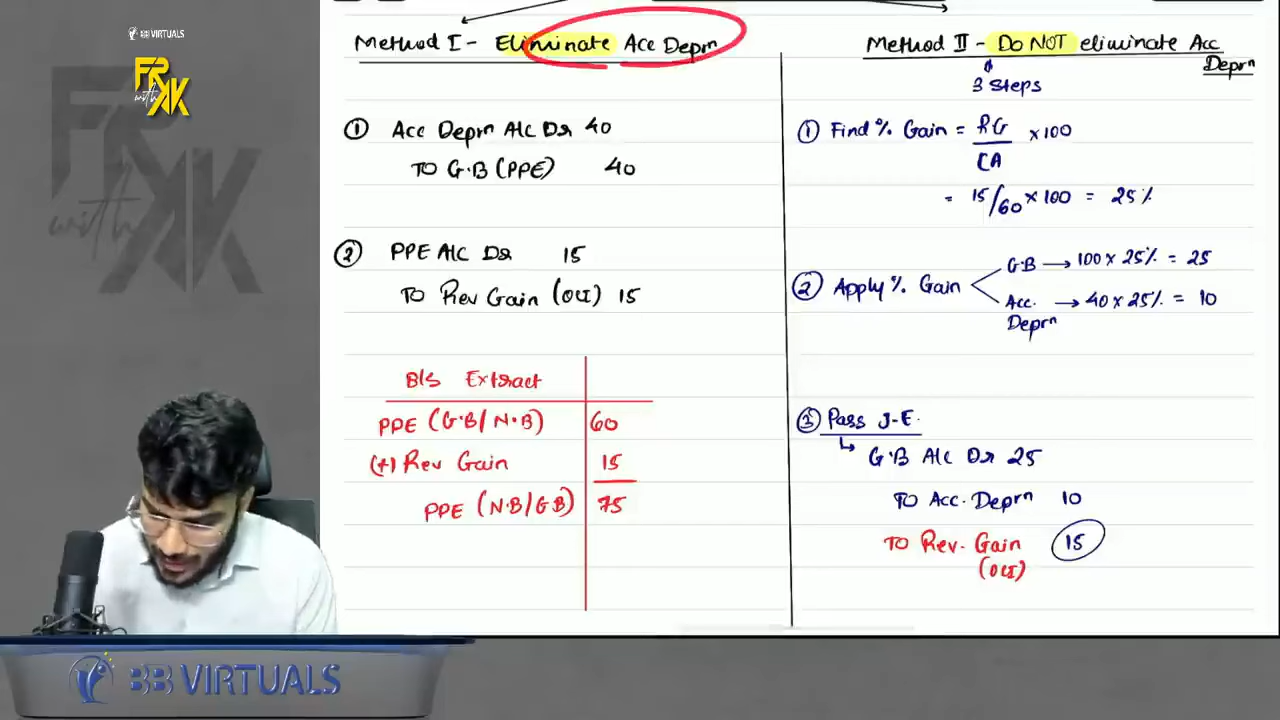 BB VIRTUALS
FR
with
KK
FR
with
KK
Method I - Eliminate Acc Deprn
① Acc Deprn A/c Dr 40
To G.B (PPE) 40
② PPE A/c Dr 15
To Rev Gain (OCI) 15
B/S Extract
PPE (G.B/N.B) 60
(+) Rev Gain 15
PPE (N.B/G.B) 75
Method II - Do NOT eliminate Acc
Deprn
3 Steps
① Find % Gain = RG × 100
CA
= 15/60 × 100 = 25%
② Apply % Gain
G.B → 100 × 25% = 25
Acc. → 40 × 25% = 10
Deprn
③ Pass J.E.
G.B A/c Dr 25
To Acc. Deprn 10
To Rev. Gain 15
(OCI)
BB VIRTUALS